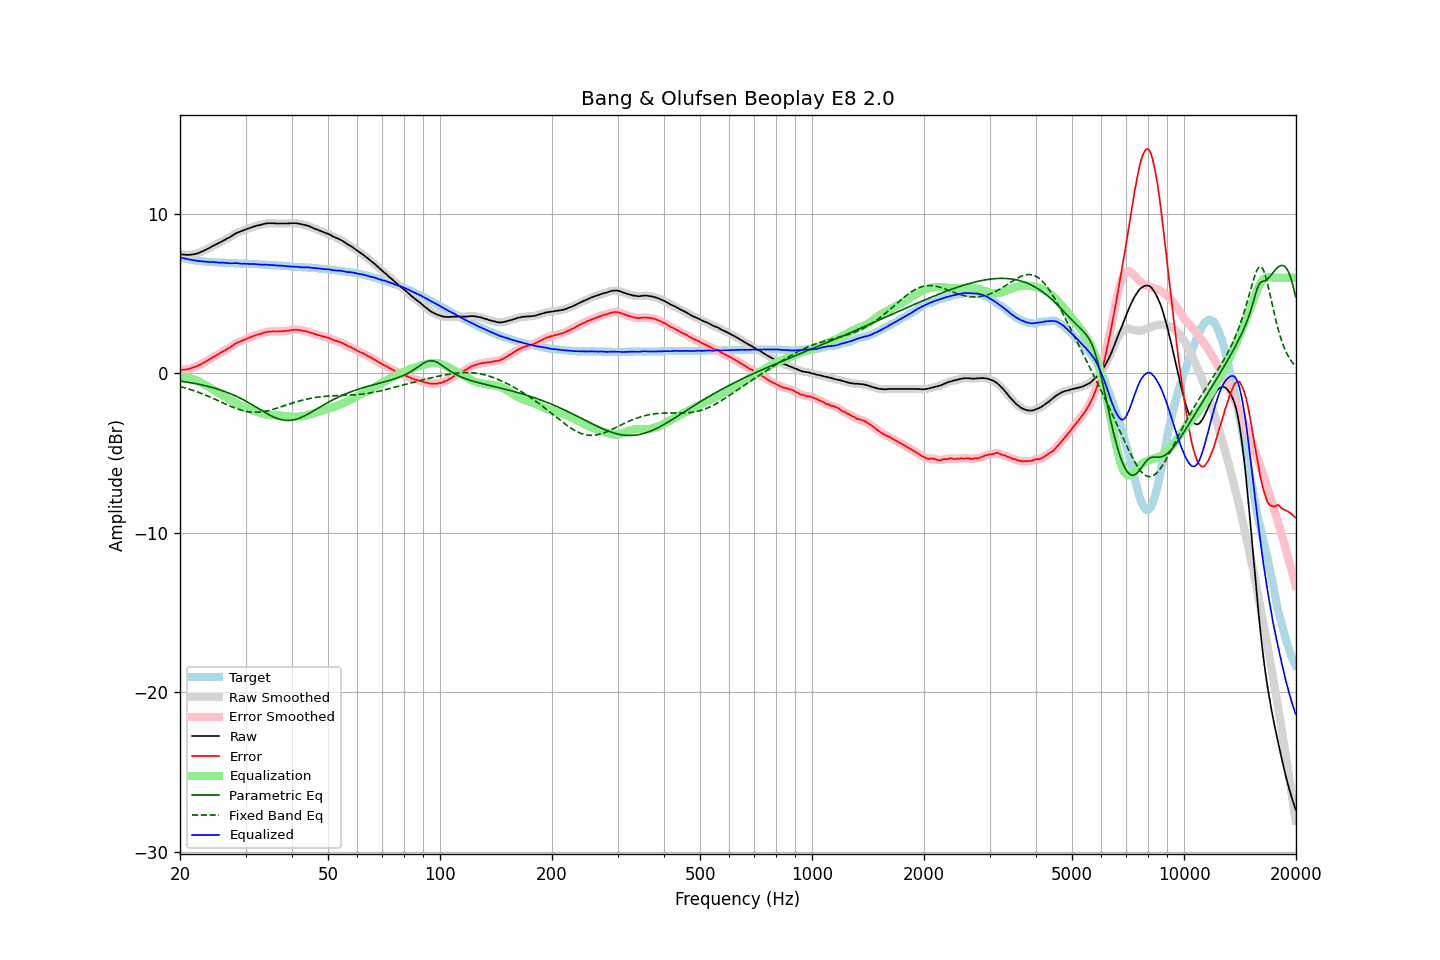 Bang & Olufsen Beoplay E8 2.0
Amplitude (dBr)
10
0
−10
−20
−30
Target
Raw Smoothed
Error Smoothed
Raw
Error
Equalization
Parametric Eq
Fixed Band Eq
Equalized
20 50 100 200 500 1000 2000 5000 10000 20000
Frequency (Hz)